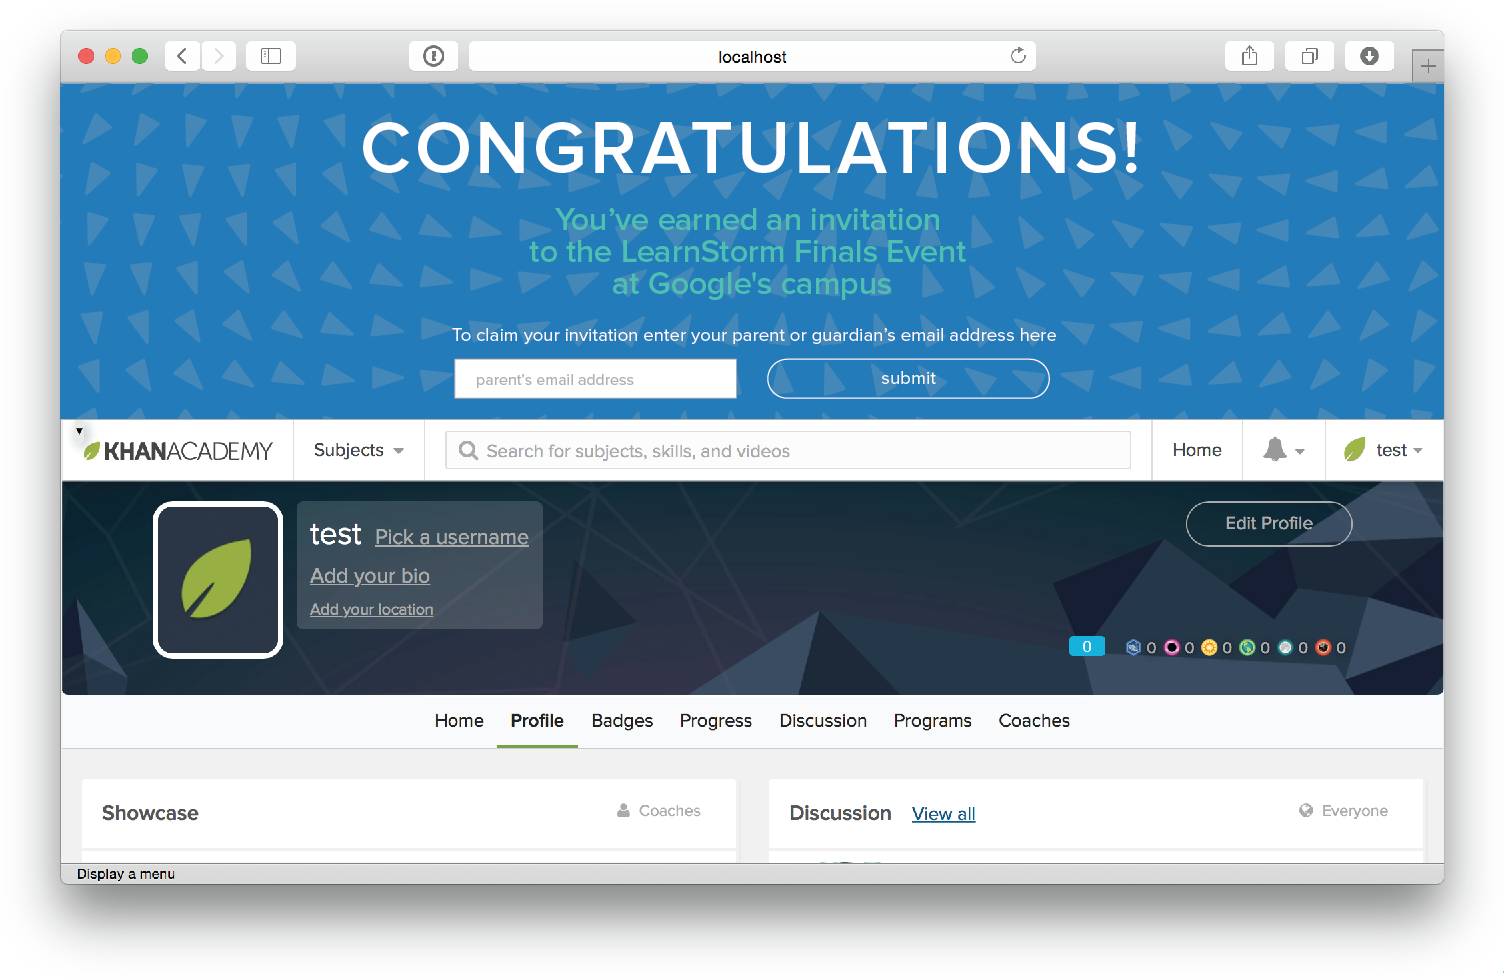 localhost
CONGRATULATIONS!
You've earned an invitation
to the LearnStorm Finals Event
at Google's campus
To claim your invitation enter your parent or guardian's email address here
parent's email address
submit
KHANACADEMY
Subjects
Search for subjects, skills, and videos
Home
test
test Pick a username
Edit Profile
Add your bio
Add your location
0 0 0 0 0 0 0
Home Profile Badges Progress Discussion Programs Coaches
Showcase Coaches
Discussion View all Everyone
Display a menu